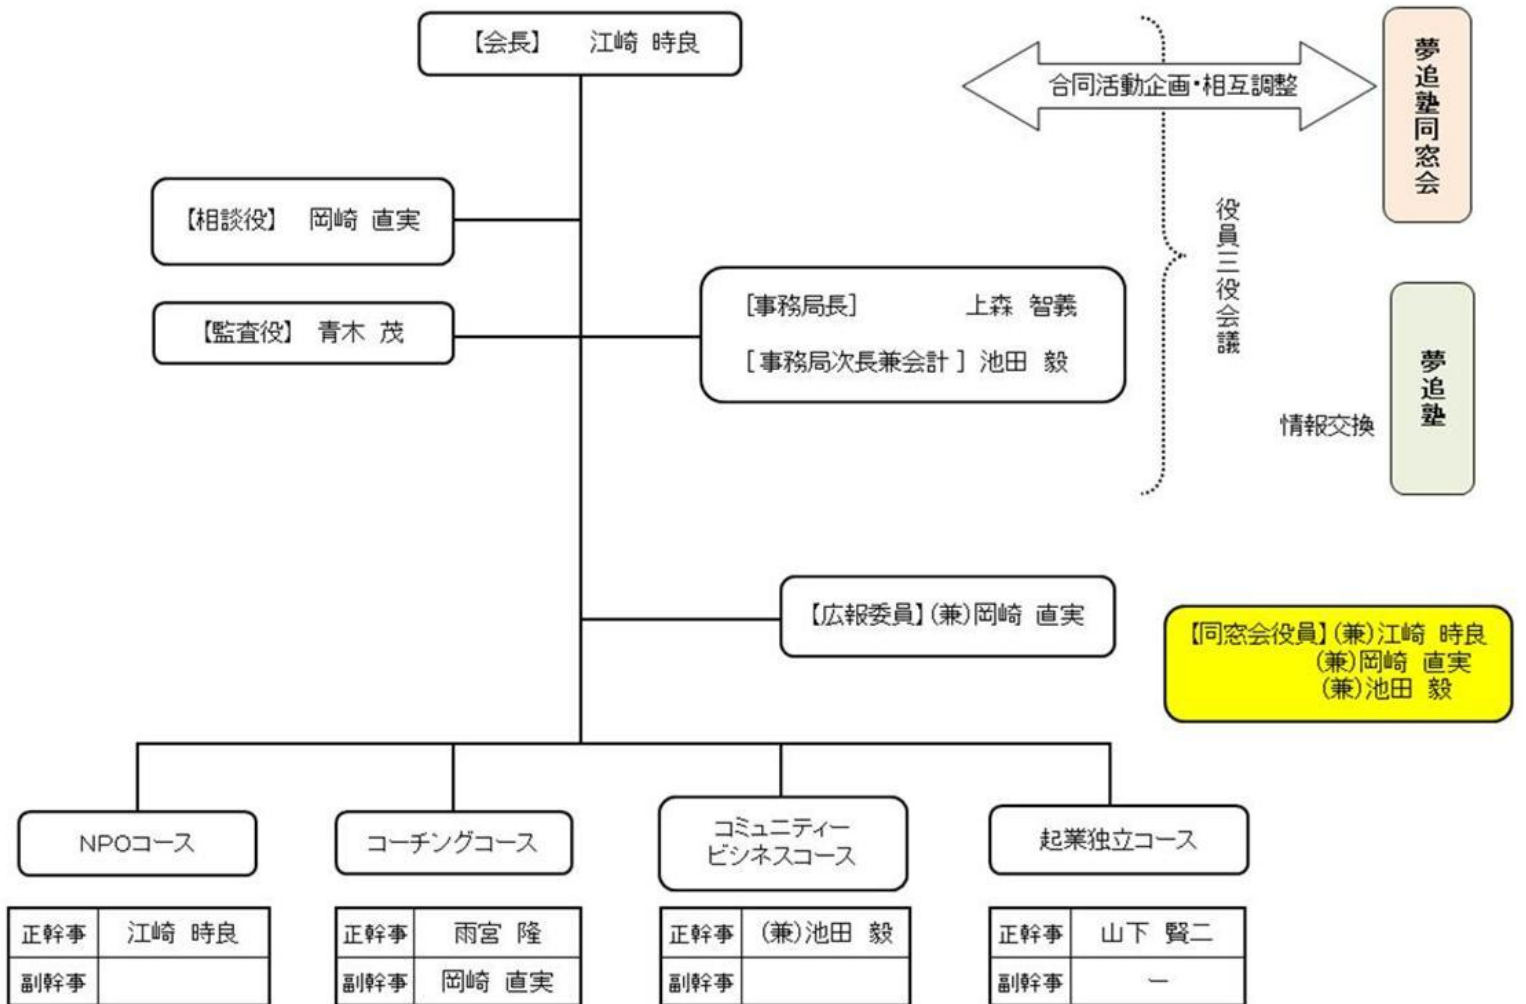 【会長】 江崎 時良
合同活動企画・相互調整
夢追塾同窓会
【相談役】 岡崎 直実
役員三役会議
【監査役】 青木 茂
[事務局長] 上森 智義
[事務局次長兼会計] 池田 毅
夢追塾
情報交換
【広報委員】(兼)岡崎 直実
【同窓会役員】(兼)江崎 時良
(兼)岡崎 直実
(兼)池田 毅
NPOコース
コーチングコース
コミュニティー
ビジネスコース
起業独立コース
正幹事 江崎 時良
副幹事
正幹事 雨宮 隆
副幹事 岡崎 直実
正幹事 (兼)池田 毅
副幹事
正幹事 山下 賢二
副幹事 ー